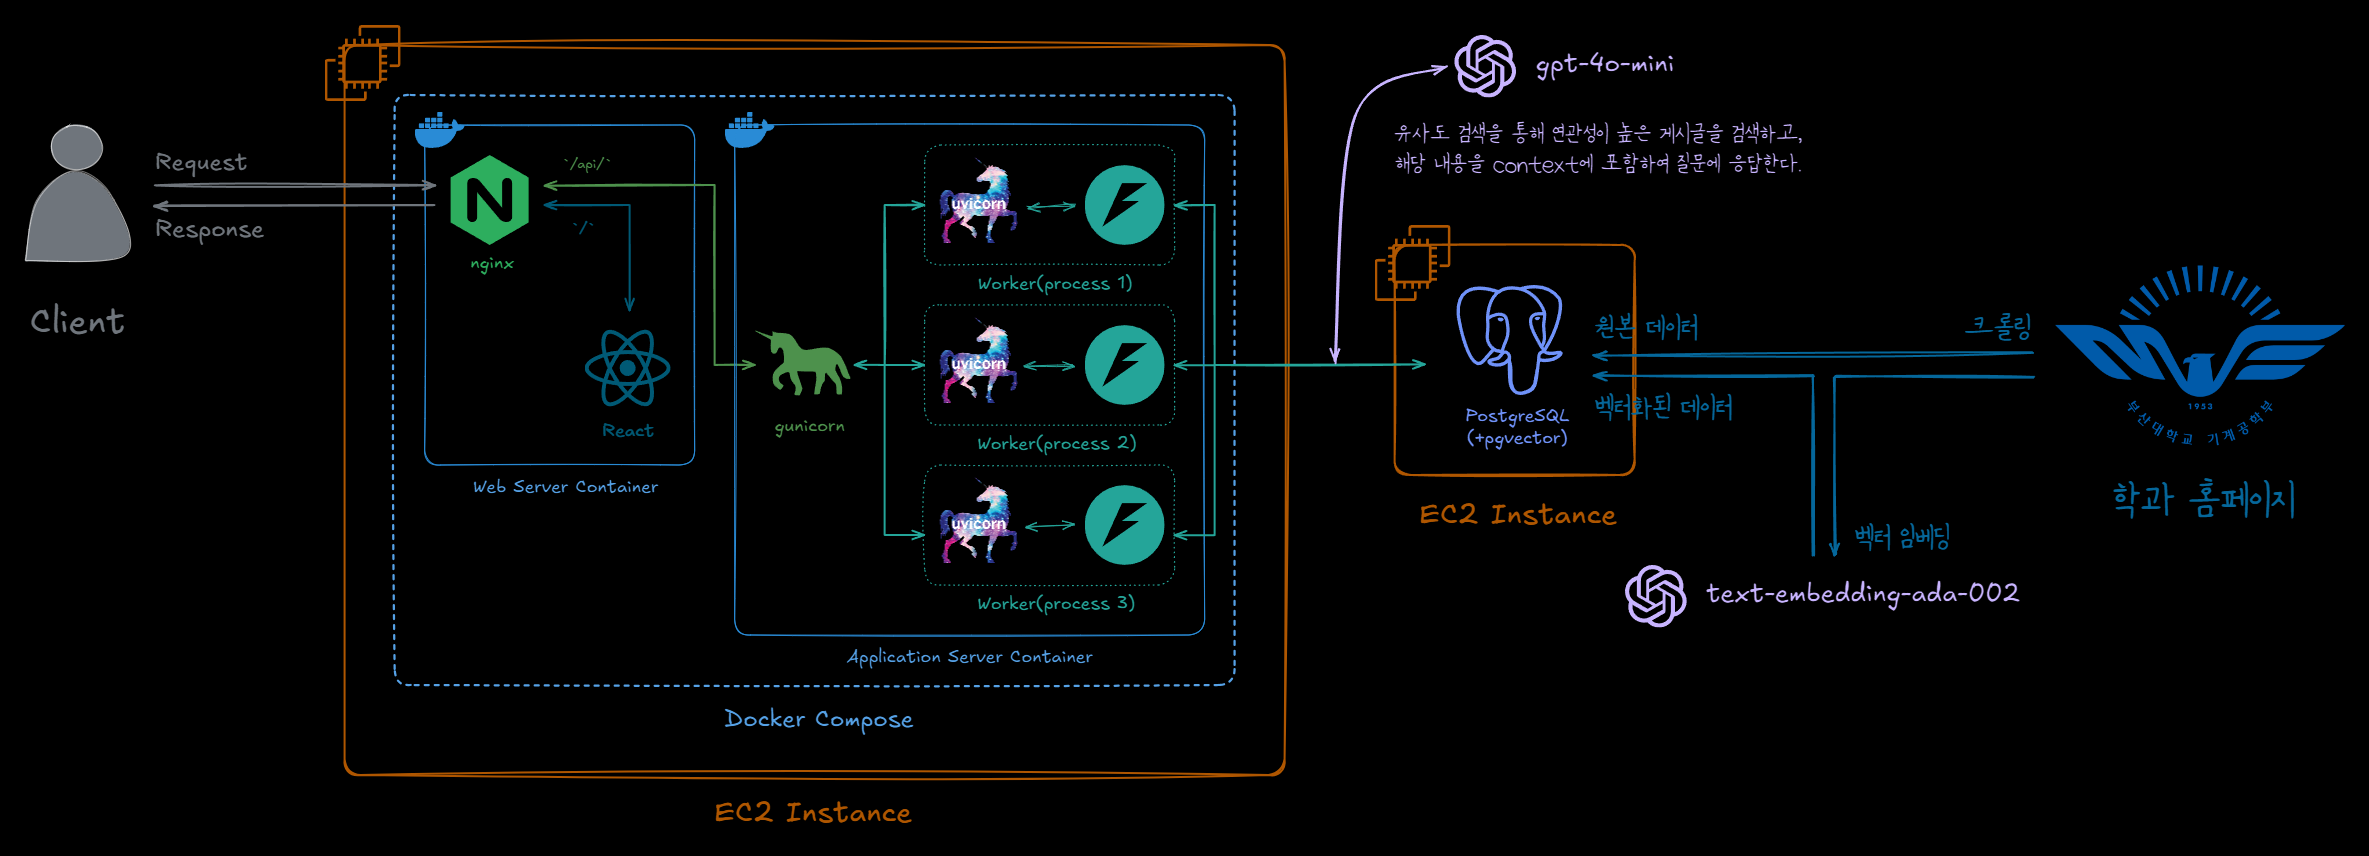 Request
Response
Client
`/api/`
`/`
nginx
React
Web Server Container
gunicorn
uvicorn
Worker(process 1)
uvicorn
Worker(process 2)
uvicorn
Worker(process 3)
Application Server Container
Docker Compose
EC2 Instance
gpt-4o-mini
유사도 검색을 통해 연관성이 높은 게시글을 검색하고,
해당 내용을 context에 포함하여 질문에 응답한다.
PostgreSQL
(+pgvector)
EC2 Instance
원본 데이터
크롤링
벡터화된 데이터
벡터 임베딩
text-embedding-ada-002
1953
부산대학교 기계공학부
학과 홈페이지